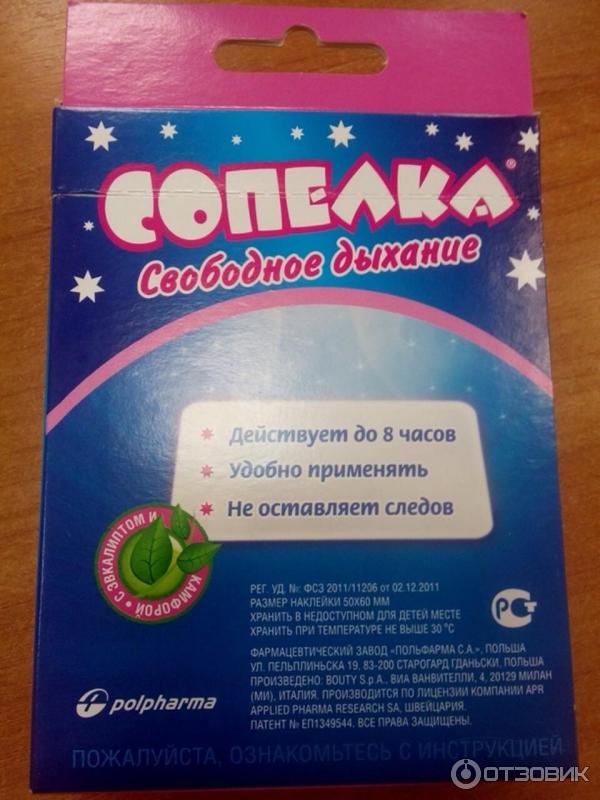 СОПЕЛКА®
Свободное дыхание
Действует до 8 часов
Удобно применять
Не оставляет следов
С ЭВКАЛИПТОМ И
КАМФОРОЙ
РЕГ. УД. №: ФСЗ 2011/11206 от 02.12.2011
РАЗМЕР НАКЛЕЙКИ 50Х60 ММ
ХРАНИТЬ В НЕДОСТУПНОМ ДЛЯ ДЕТЕЙ МЕСТЕ
ХРАНИТЬ ПРИ ТЕМПЕРАТУРЕ НЕ ВЫШЕ 30 °С
РСТ
ФАРМАЦЕВТИЧЕСКИЙ ЗАВОД «ПОЛЬФАРМА С.А.», ПОЛЬША
УЛ. ПЕЛЬПЛИНЬСКА 19, 83-200 СТАРОГАРД ГДАНЬСКИ, ПОЛЬША
ПРОИЗВЕДЕНО: BOUTY S.p.A., ВИА ВАНВИТЕЛЛИ, 4, 20129 МИЛАН
(МИ), ИТАЛИЯ. ПРОИЗВОДИТСЯ ПО ЛИЦЕНЗИИ КОМПАНИИ APR
APPLIED PHARMA RESEARCH SA, ШВЕЙЦАРИЯ.
ПАТЕНТ № ЕП1349544. ВСЕ ПРАВА ЗАЩИЩЕНЫ.
polpharma
ПОЖАЛУЙСТА, ОЗНАКОМЬТЕСЬ С ИНСТРУКЦИЕЙ
ОТЗОВИК